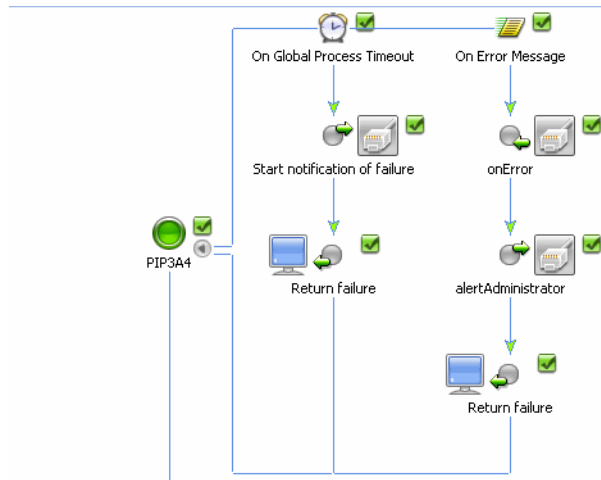 On Global Process Timeout
On Error Message
Start notification of failure
onError
PIP3A4
Return failure
alertAdministrator
Return failure